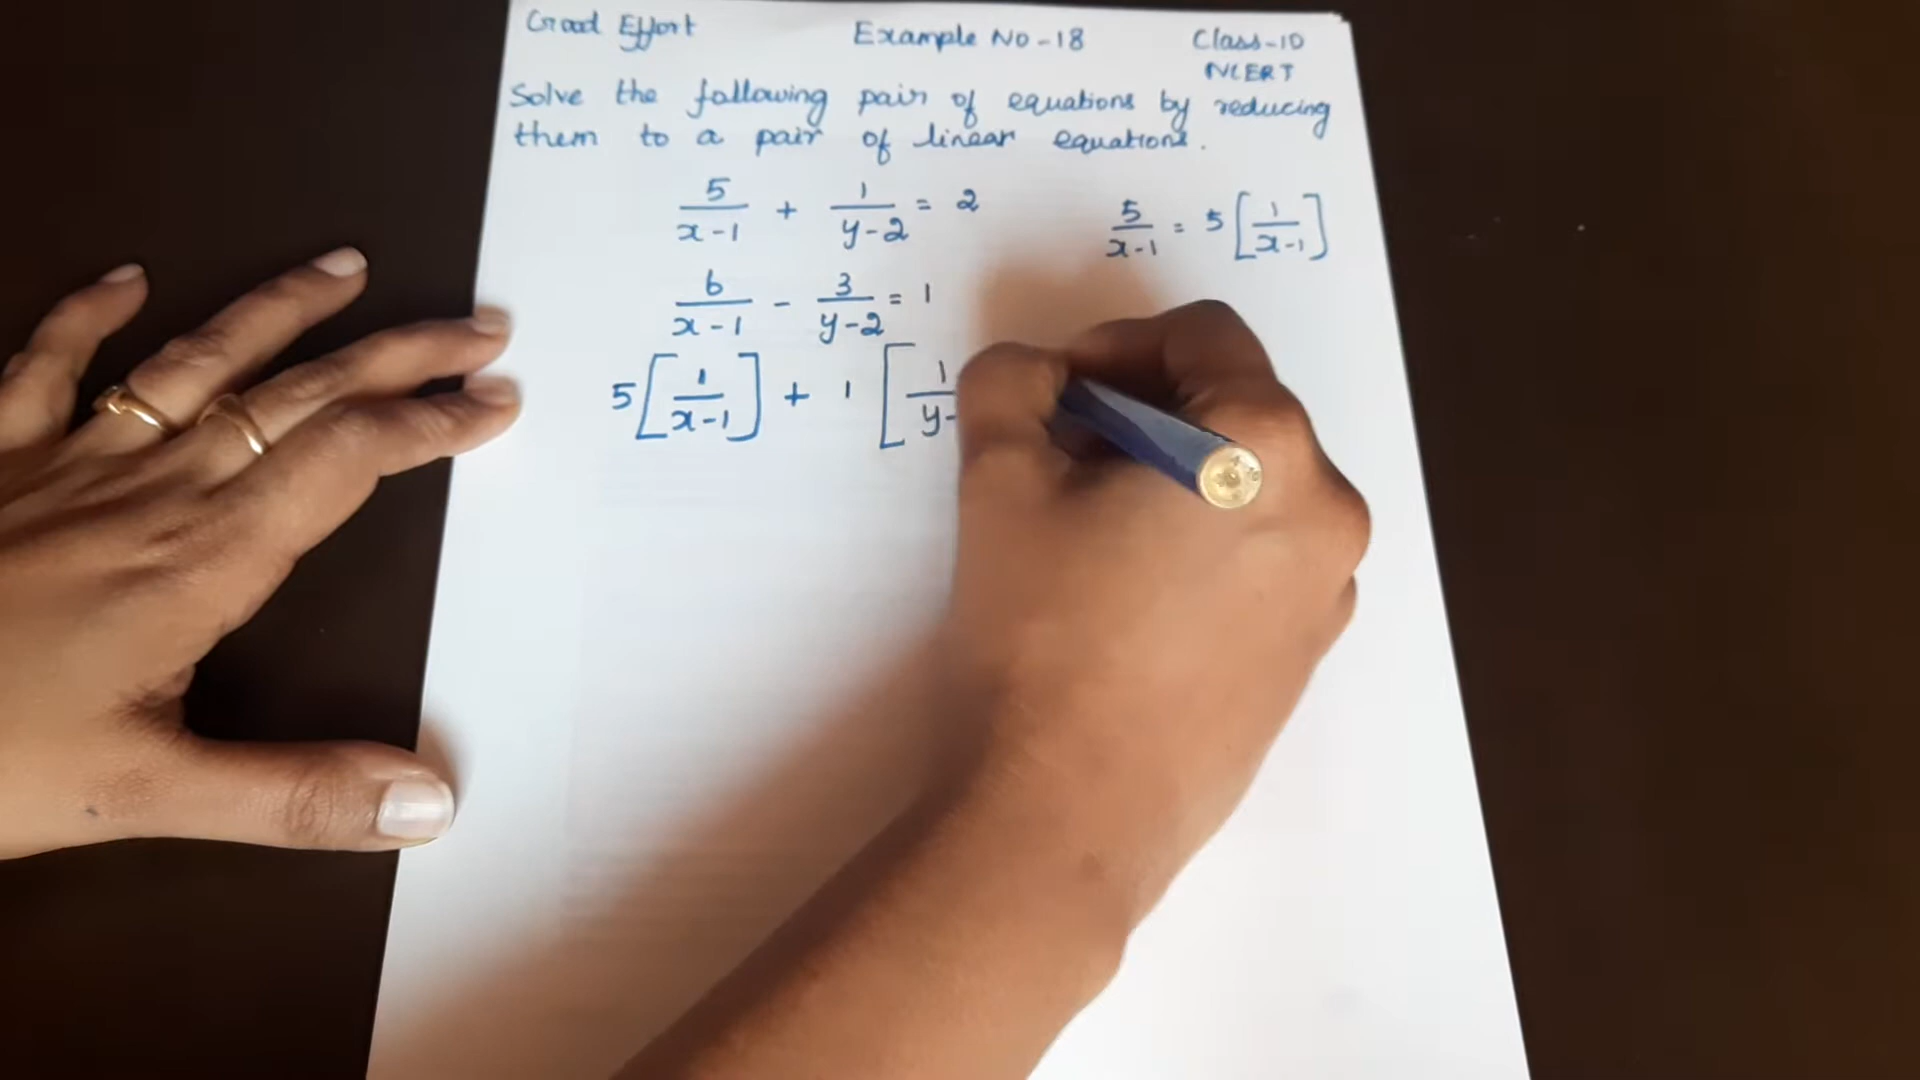 Good Effort Example No-18 Class-10
NCERT
Solve the following pair of equations by reducing
them to a pair of linear equations.
5/(x-1) + 1/(y-2) = 2
5/(x-1) = 5[1/(x-1)]
6/(x-1) - 3/(y-2) = 1
5[1/(x-1)] + 1[1/(y-